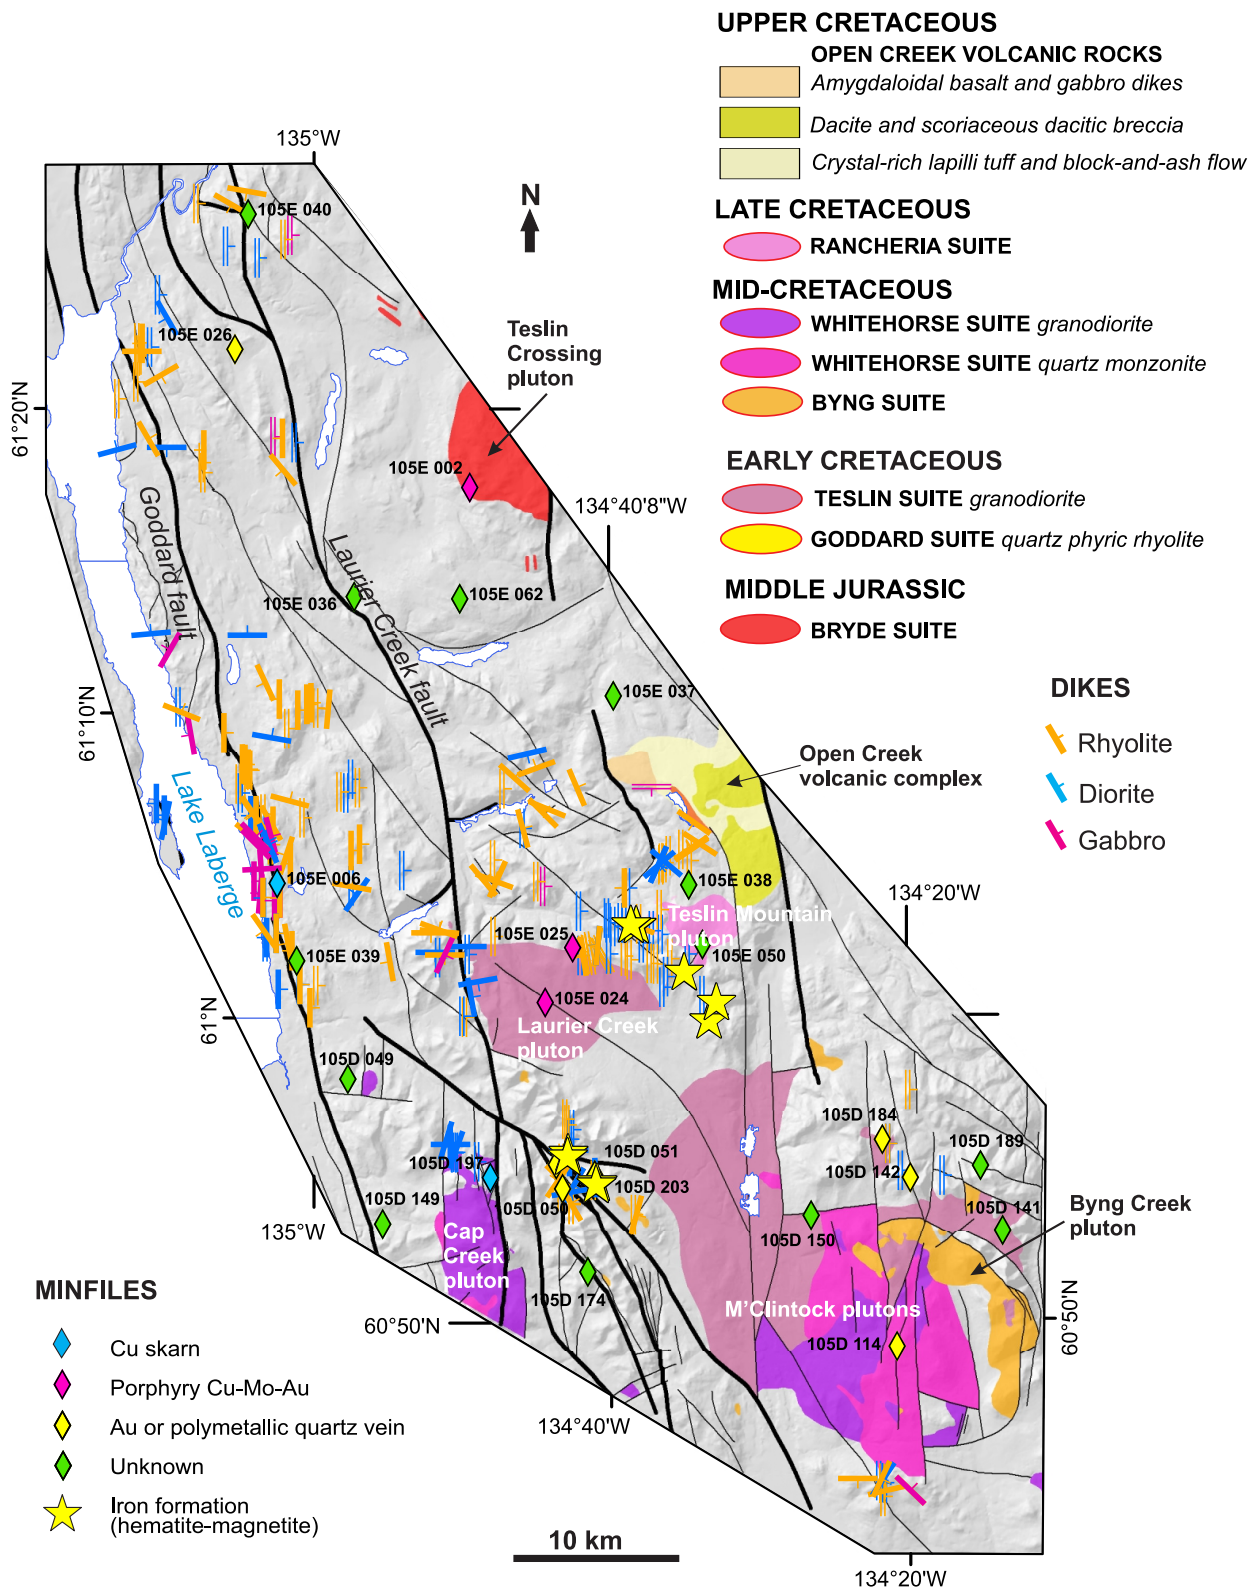 UPPER CRETACEOUS
OPEN CREEK VOLCANIC ROCKS
Amygdaloidal basalt and gabbro dikes
Dacite and scoriaceous dacitic breccia
Crystal-rich lapilli tuff and block-and-ash flow
LATE CRETACEOUS
RANCHERIA SUITE
MID-CRETACEOUS
WHITEHORSE SUITE granodiorite
WHITEHORSE SUITE quartz monzonite
BYNG SUITE
EARLY CRETACEOUS
TESLIN SUITE granodiorite
GODDARD SUITE quartz phyric rhyolite
MIDDLE JURASSIC
BRYDE SUITE
DIKES
Rhyolite
Diorite
Gabbro
135°W
N
105E 040
105E 026
Teslin
Crossing
pluton
61°20'N
105E 002
134°40'8"W
Goddard fault
Laurier Creek fault
105E 036
105E 062
105E 037
61°10'N
Open Creek
volcanic complex
Lake Laberge
105E 006
105E 038
134°20'W
Teslin Mountain
pluton
105E 025
105E 050
105E 039
105E 024
61°N
Laurier Creek
pluton
105D 049
105D 184
105D 051
105D 189
105D 197
105D 142
105D 203
105D 149
05D 050
105D 141
Byng Creek
pluton
135°W
Cap
Creek
pluton
105D 150
105D 174
M'Clintock plutons
60°50'N
105D 114
60°50'N
134°40'W
MINFILES
Cu skarn
Porphyry Cu-Mo-Au
Au or polymetallic quartz vein
Unknown
Iron formation
(hematite-magnetite)
10 km
134°20'W